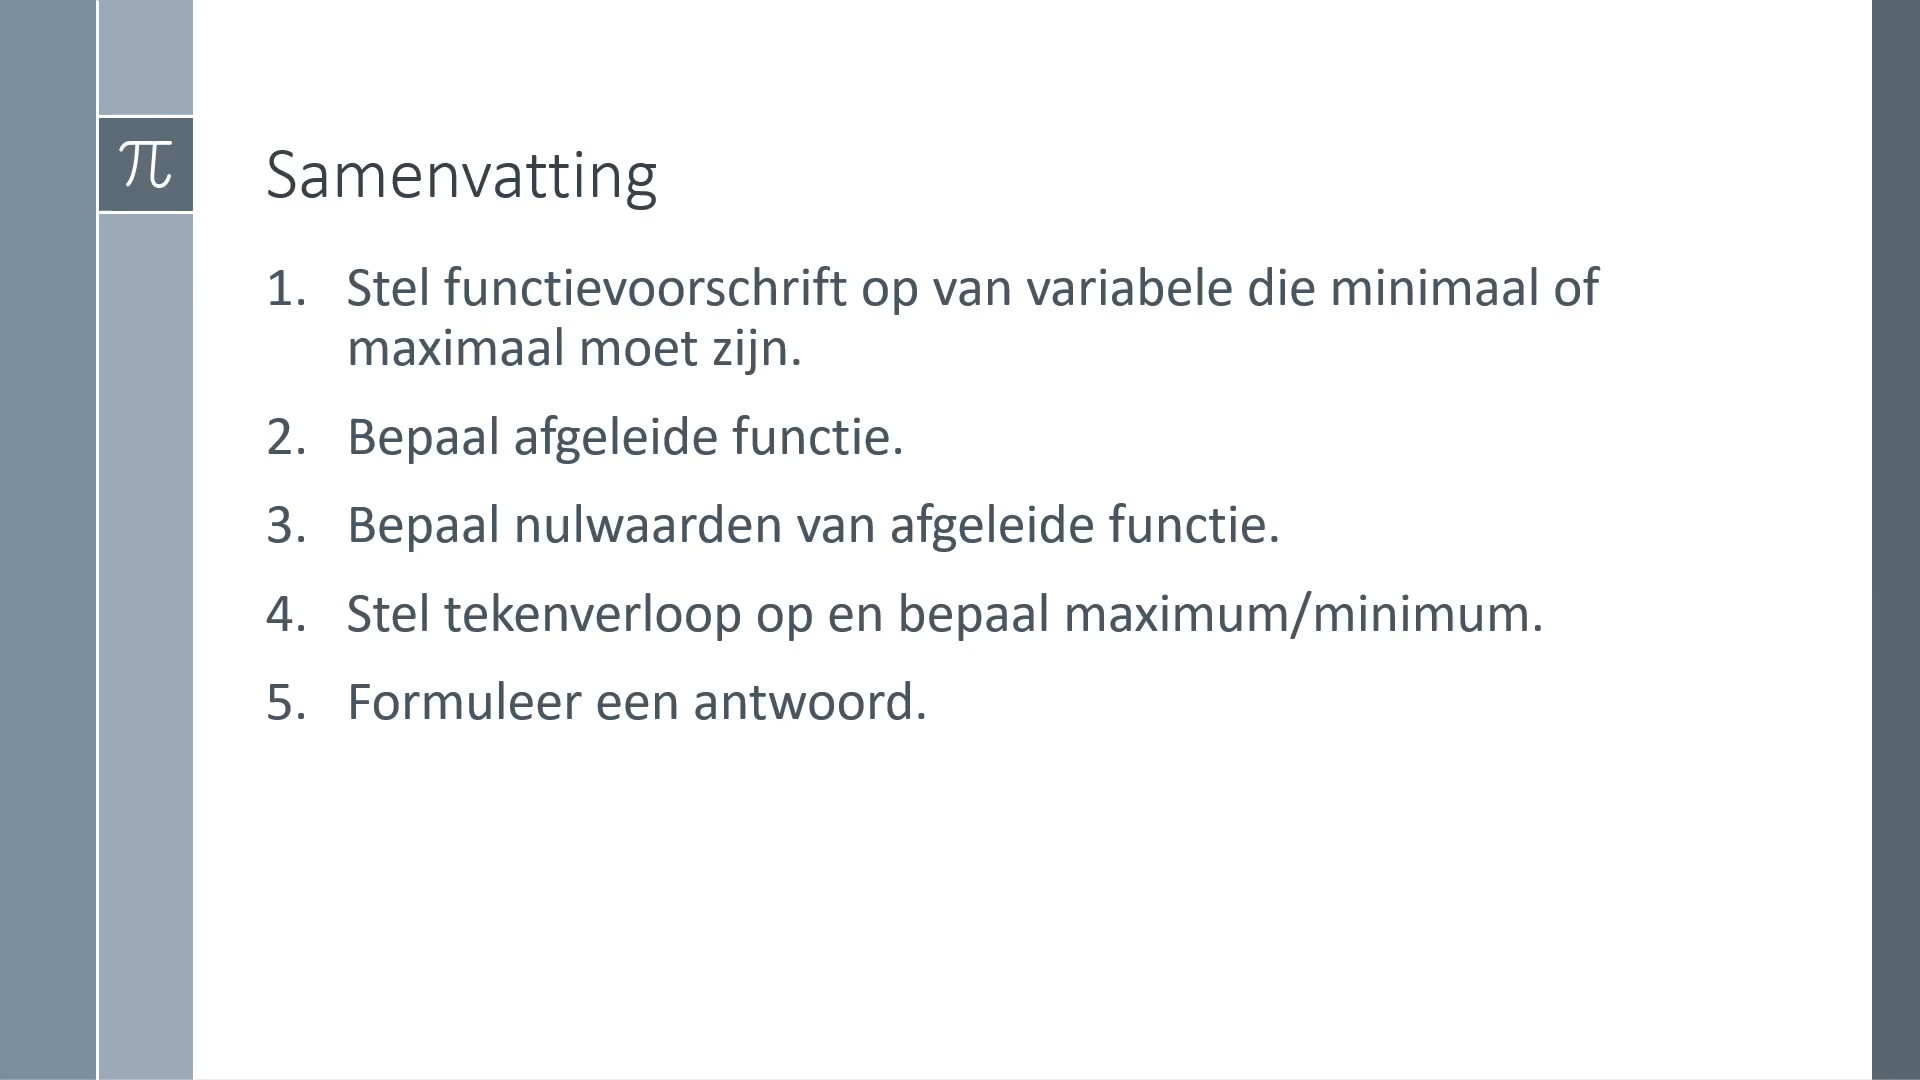 π
Samenvatting
1. Stel functievoorschrift op van variabele die minimaal of
maximaal moet zijn.
2. Bepaal afgeleide functie.
3. Bepaal nulwaarden van afgeleide functie.
4. Stel tekenverloop op en bepaal maximum/minimum.
5. Formuleer een antwoord.